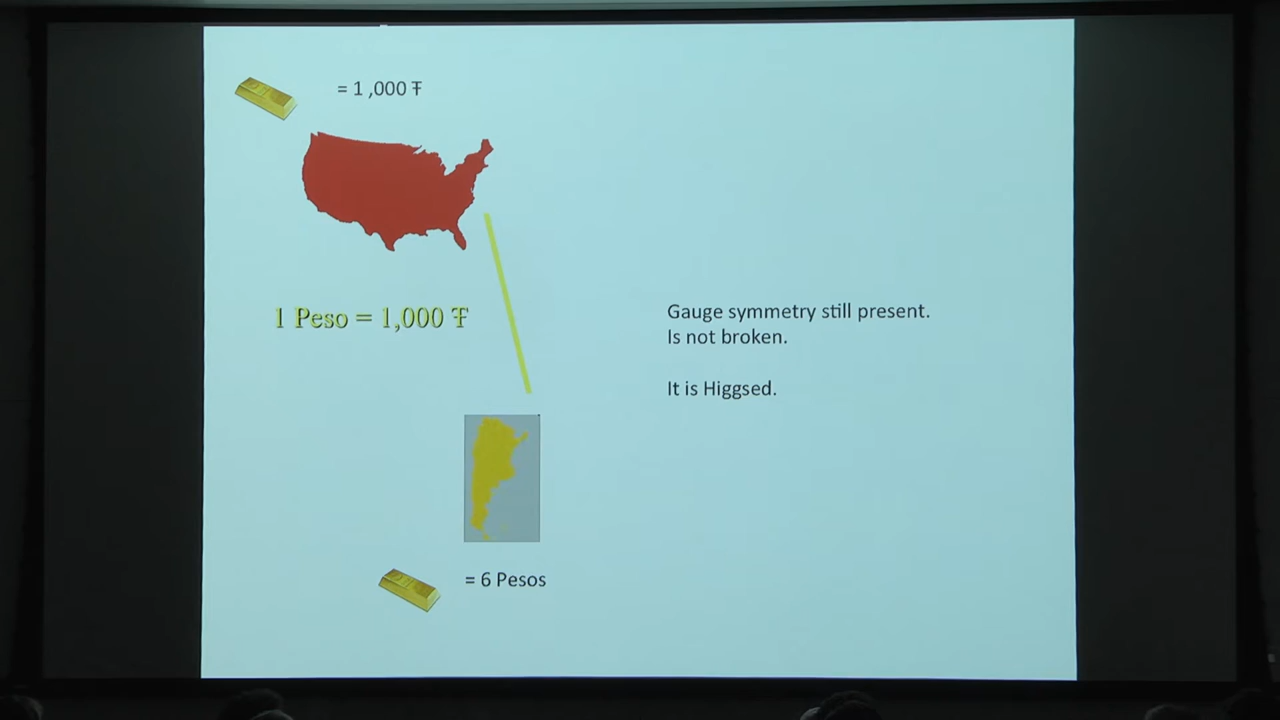 = 1 ,000 Ŧ
1 Peso = 1,000 Ŧ
Gauge symmetry still present.
Is not broken.
It is Higgsed.
= 6 Pesos